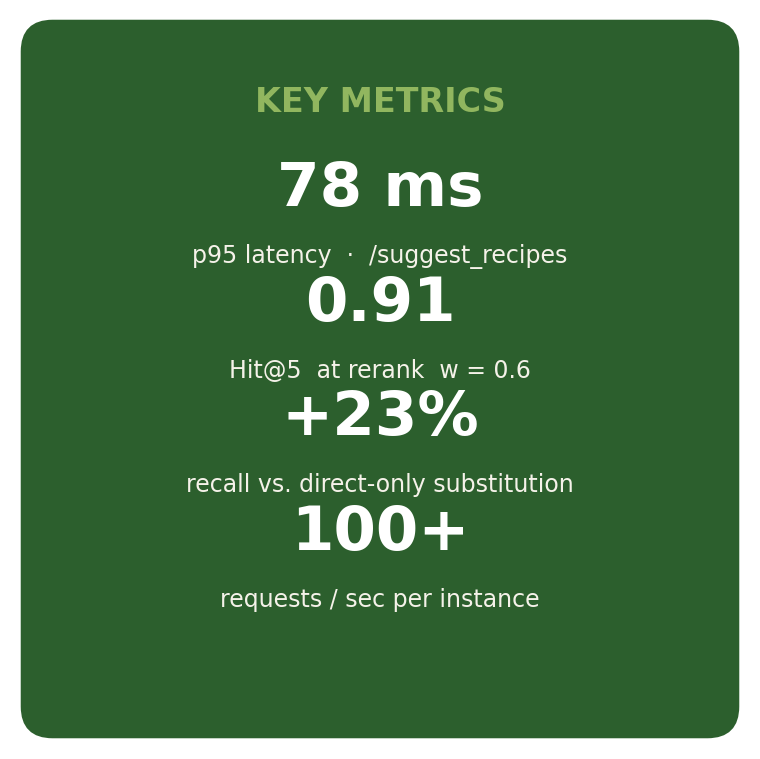 KEY METRICS
78 ms
p95 latency · /suggest_recipes
0.91
Hit@5 at rerank w = 0.6
+23%
recall vs. direct-only substitution
100+
requests / sec per instance